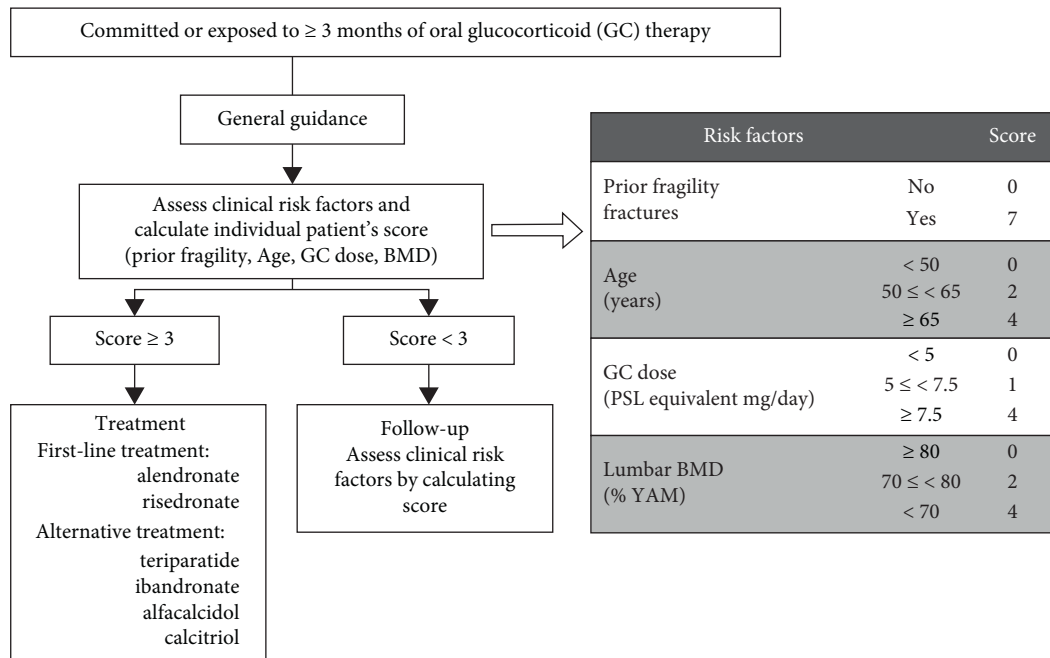 Committed or exposed to ≥ 3 months of oral glucocorticoid (GC) therapy
General guidance
Assess clinical risk factors and
calculate individual patient's score
(prior fragility, Age, GC dose, BMD)
Score ≥ 3
Score < 3
Treatment
First-line treatment:
alendronate
risedronate
Alternative treatment:
teriparatide
ibandronate
alfacalcidol
calcitriol
Follow-up
Assess clinical risk
factors by calculating
score
Risk factors Score
Prior fragility
fractures
No 0
Yes 7
Age
(years)
< 50 0
50 ≤ < 65 2
≥ 65 4
GC dose
(PSL equivalent mg/day)
< 5 0
5 ≤ < 7.5 1
≥ 7.5 4
Lumbar BMD
(% YAM)
≥ 80 0
70 ≤ < 80 2
< 70 4